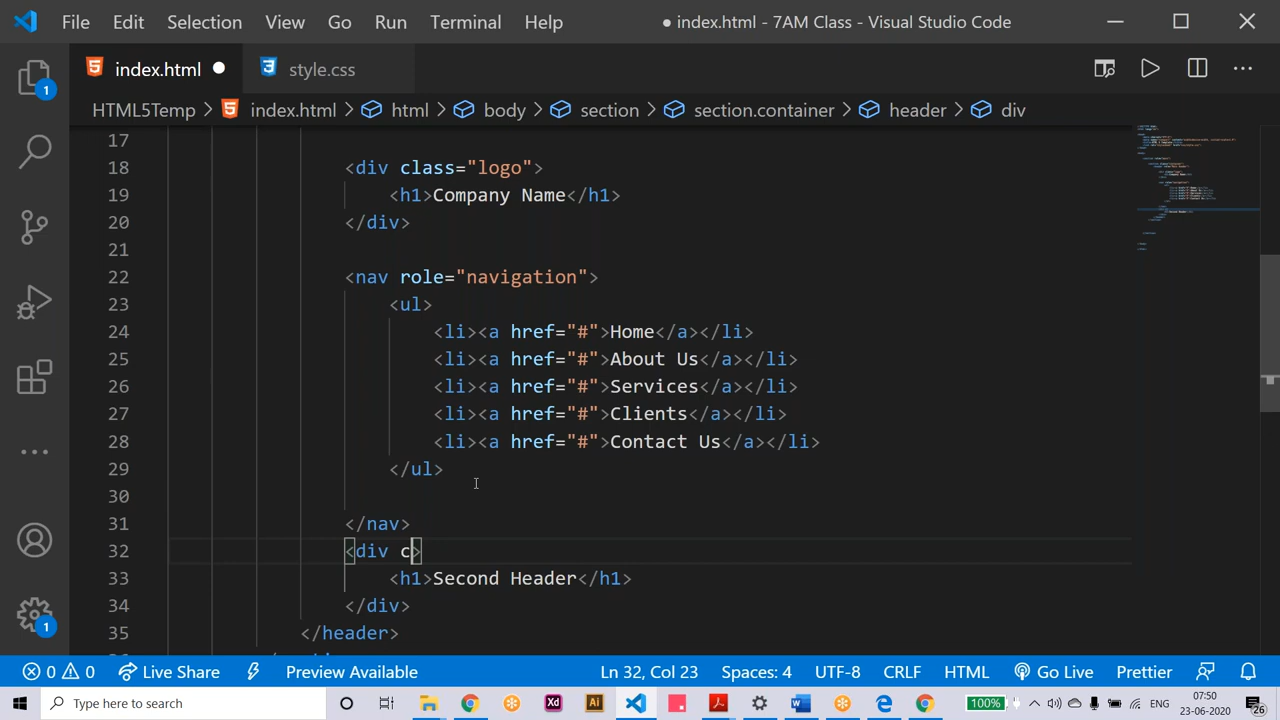 File Edit Selection View Go Run Terminal Help ● index.html - 7AM Class - Visual Studio Code
index.html ● style.css
HTML5Temp > index.html > html > body > section > section.container > header > div
17
18 <div class="logo">
19 <h1>Company Name</h1>
20 </div>
21
22 <nav role="navigation">
23 <ul>
24 <li><a href="#">Home</a></li>
25 <li><a href="#">About Us</a></li>
26 <li><a href="#">Services</a></li>
27 <li><a href="#">Clients</a></li>
28 <li><a href="#">Contact Us</a></li>
29 </ul>
30
31 </nav>
32 <div c>
33 <h1>Second Header</h1>
34 </div>
35 </header>
1
1
0 0 Live Share Preview Available Ln 32, Col 23 Spaces: 4 UTF-8 CRLF HTML Go Live Prettier
Type here to search Xd Ai 100% 07:50
23-06-2020 26